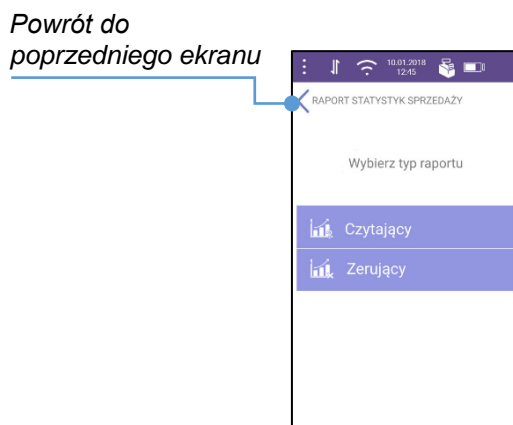 Powrót do
poprzedniego ekranu
10.01.2018
12:45
RAPORT STATYSTYK SPRZEDAŻY
Wybierz typ raportu
Czytający
Zerujący